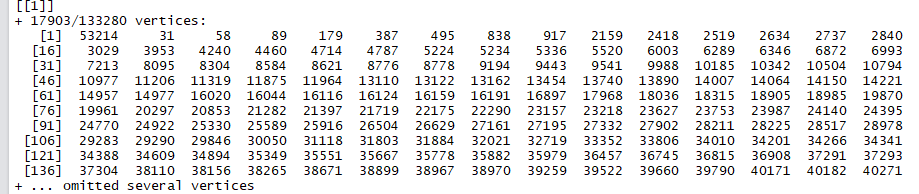 [[1]]
+ 17903/133280 vertices:
[1] 53214 31 58 89 179 387 495 838 917 2159 2418 2519 2634 2737 2840
[16] 3029 3953 4240 4460 4714 4787 5224 5234 5336 5520 6003 6289 6346 6872 6993
[31] 7213 8095 8304 8584 8621 8776 8778 9194 9443 9541 9988 10185 10342 10504 10794
[46] 10977 11206 11319 11875 11964 13110 13122 13162 13454 13740 13890 14007 14064 14150 14221
[61] 14957 14977 16020 16044 16116 16124 16159 16191 16897 17968 18036 18315 18905 18985 19870
[76] 19961 20297 20853 21282 21397 21719 22175 22290 23157 23218 23627 23753 23987 24140 24395
[91] 24770 24922 25330 25589 25916 26504 26629 27161 27195 27332 27902 28211 28225 28517 28978
[106] 29283 29290 29846 30050 31118 31803 31884 32021 32719 33352 33806 34010 34201 34266 34341
[121] 34388 34609 34894 35349 35551 35667 35778 35882 35979 36457 36745 36815 36908 37291 37293
[136] 37304 38110 38156 38265 38671 38899 38967 38970 39259 39522 39660 39790 40171 40182 40271
+ ... omitted several vertices